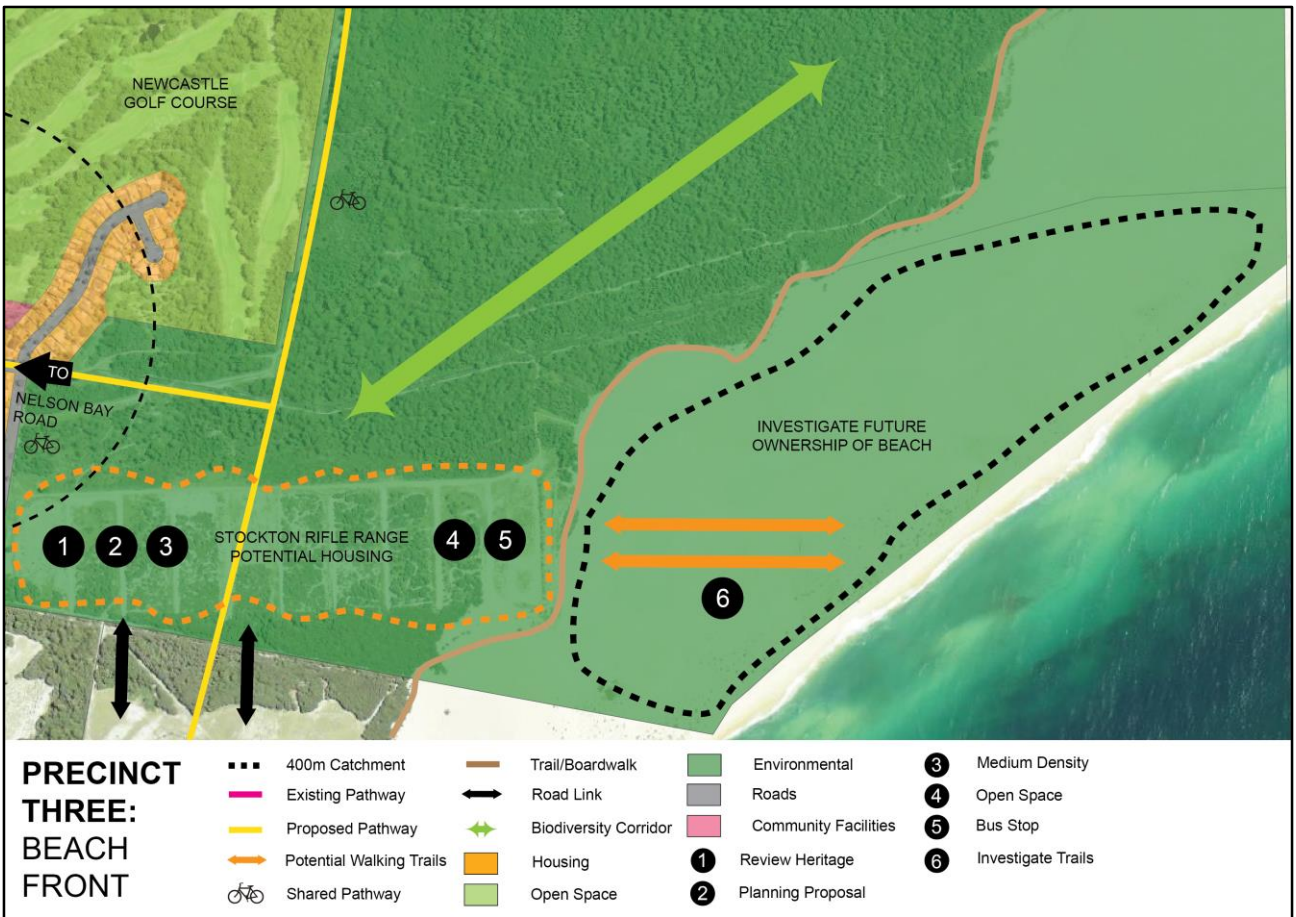 NEWCASTLE
GOLF COURSE
TO
NELSON BAY
ROAD
INVESTIGATE FUTURE
OWNERSHIP OF BEACH
1
2
3
STOCKTON RIFLE RANGE
POTENTIAL HOUSING
4
5
6
PRECINCT
THREE:
BEACH
FRONT
400m Catchment
Existing Pathway
Proposed Pathway
Potential Walking Trails
Shared Pathway
Trail/Boardwalk
Road Link
Biodiversity Corridor
Housing
Open Space
Environmental
Roads
Community Facilities
1 Review Heritage
2 Planning Proposal
3 Medium Density
4 Open Space
5 Bus Stop
6 Investigate Trails